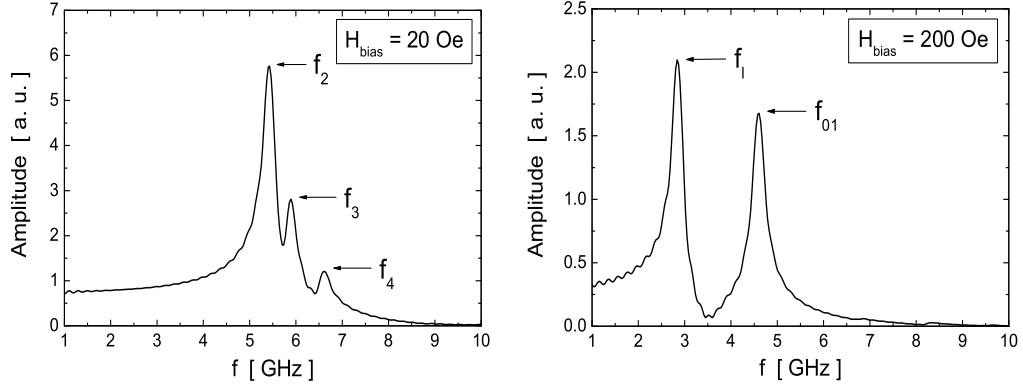 H_bias = 20 Oe
f_2
f_3
f_4
Amplitude [ a. u. ]
7
6
5
4
3
2
1
0
1 2 3 4 5 6 7 8 9 10
f [ GHz ]
H_bias = 200 Oe
f_l
f_01
Amplitude [ a. u. ]
2.5
2.0
1.5
1.0
0.5
0.0
1 2 3 4 5 6 7 8 9 10
f [ GHz ]